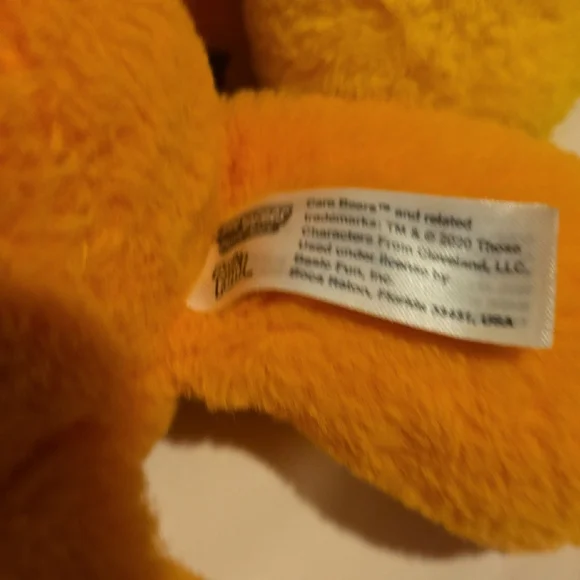 Care Bears™ and related
trademarks: TM & © 2020 Those
Characters From Cleveland, LLC.
Used under license by
Basic Fun, Inc.
Boca Raton, Florida 33431, USA